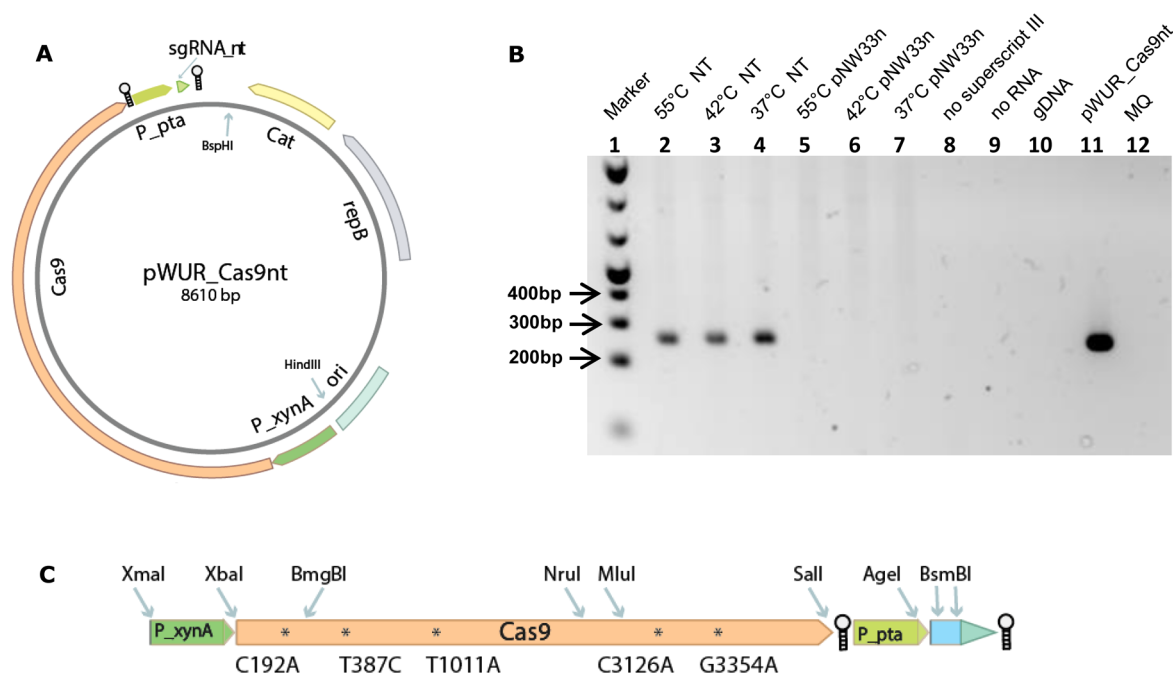 A
sgRNA_nt
P_pta
BspHI
Cat
repB
Cas9
pWUR_Cas9nt
8610 bp
HindIII
ori
P_xynA
B
Marker
55°C NT
42°C NT
37°C NT
55°C pNW33n
42°C pNW33n
37°C pNW33n
no superscript III
no RNA
gDNA
pWUR_Cas9nt
MQ
1 2 3 4 5 6 7 8 9 10 11 12
400bp
300bp
200bp
C
XmaI XbaI BmgBI NruI MluI SalI AgeI BsmBI
P_xynA * * * Cas9 * * P_pta
C192A T387C T1011A C3126A G3354A